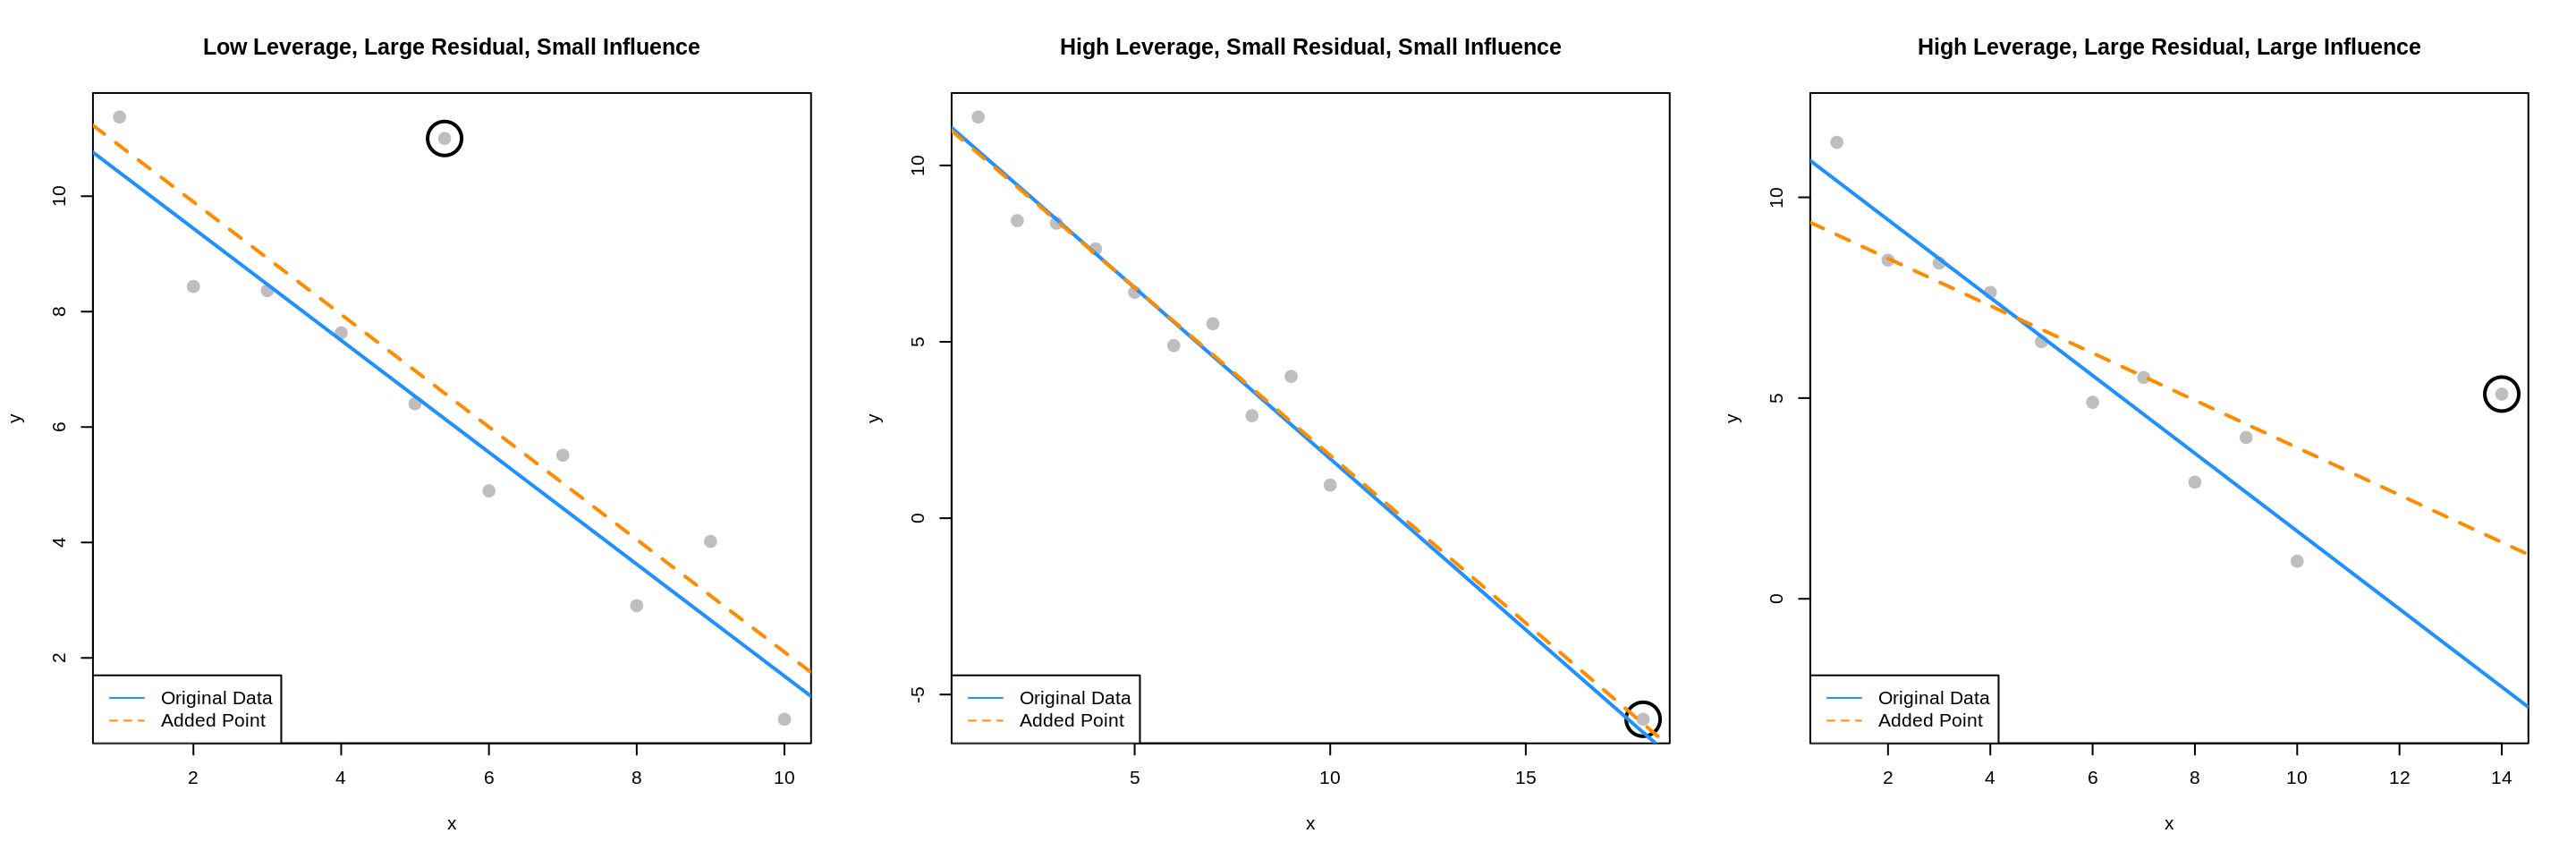 Low Leverage, Large Residual, Small Influence
y
10
8
6
4
2
Original Data
Added Point
2 4 6 8 10
x
High Leverage, Small Residual, Small Influence
y
10
5
0
-5
Original Data
Added Point
5 10 15
x
High Leverage, Large Residual, Large Influence
y
10
5
0
Original Data
Added Point
2 4 6 8 10 12 14
x